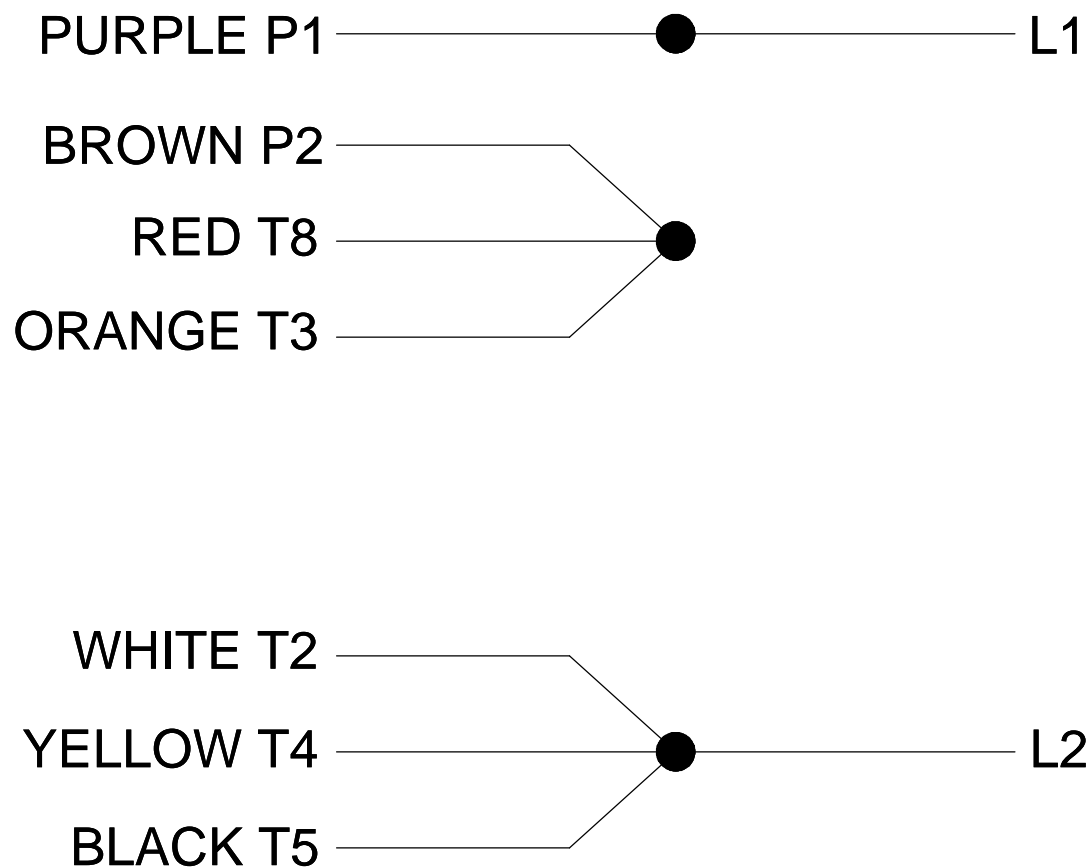 PURPLE P1 L1
BROWN P2
RED T8
ORANGE T3
WHITE T2
YELLOW T4 L2
BLACK T5